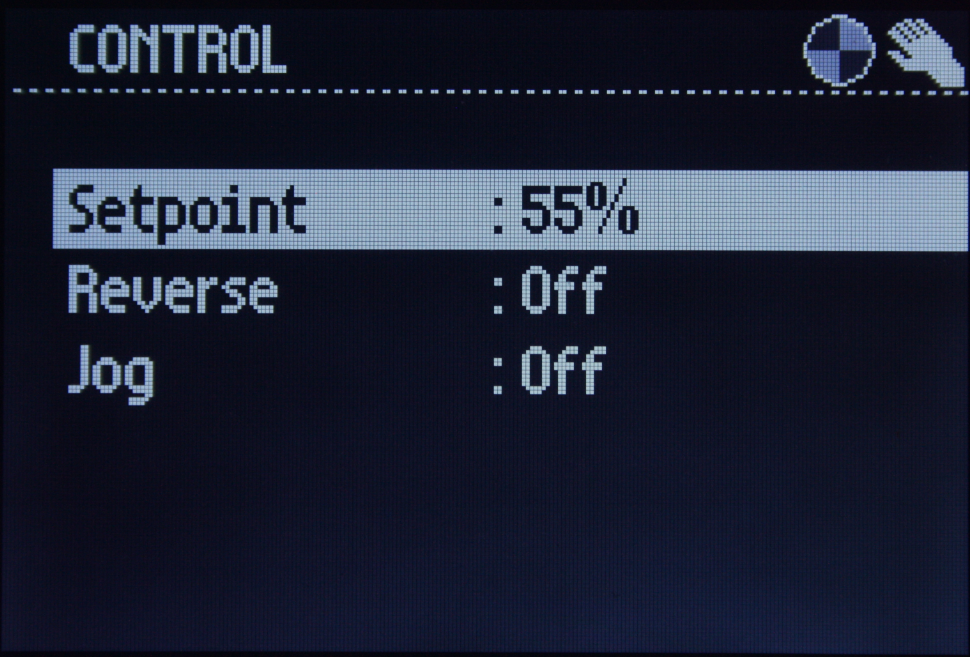 CONTROL
Setpoint : 55%
Reverse : Off
Jog : Off